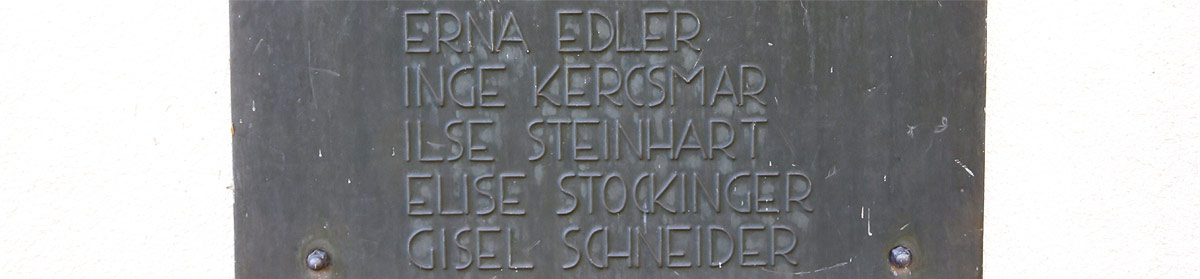 ERNA EDLER
INGE KERCSMAR
ILSE STEINHART
ELISE STOCKINGER
GISEL SCHNEIDER